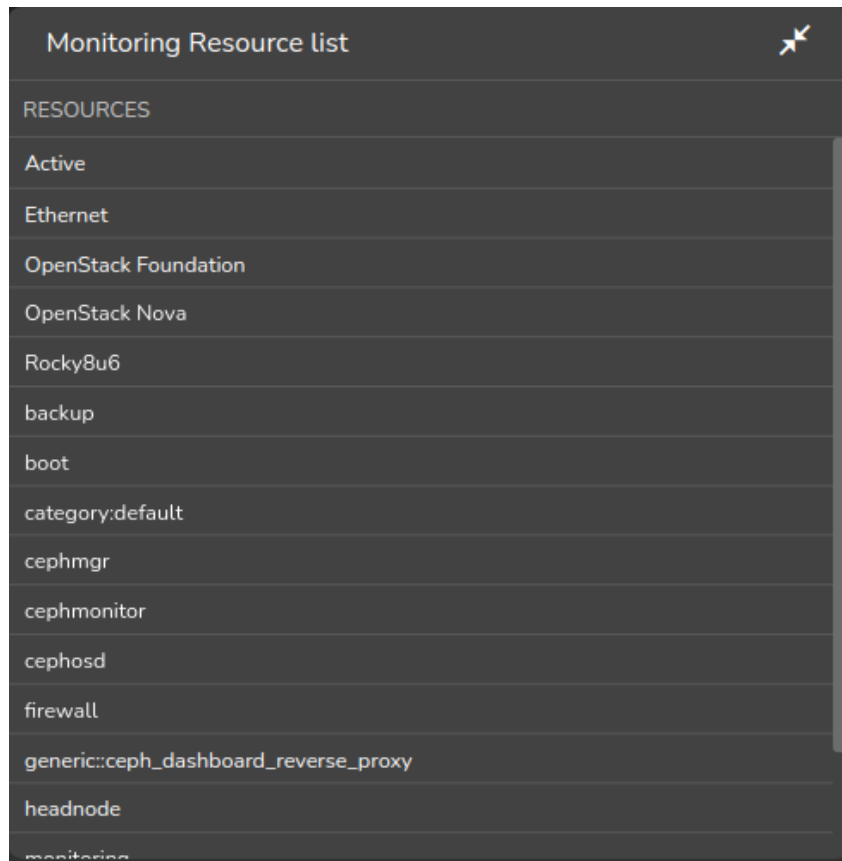 Monitoring Resource list
RESOURCES
Active
Ethernet
OpenStack Foundation
OpenStack Nova
Rocky8u6
backup
boot
category:default
cephmgr
cephmonitor
cephosd
firewall
generic::ceph_dashboard_reverse_proxy
headnode
monitoring